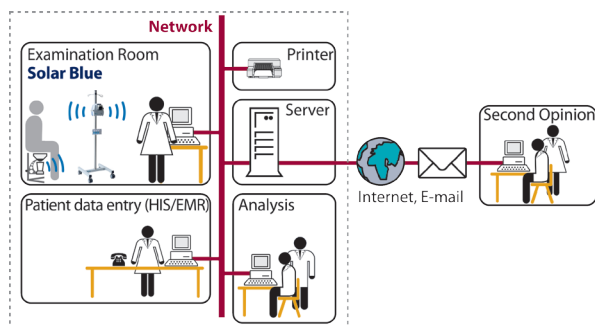 Network
Examination Room
Solar Blue
Printer
Server
Second Opinion
Internet, E-mail
Patient data entry (HIS/EMR)
Analysis